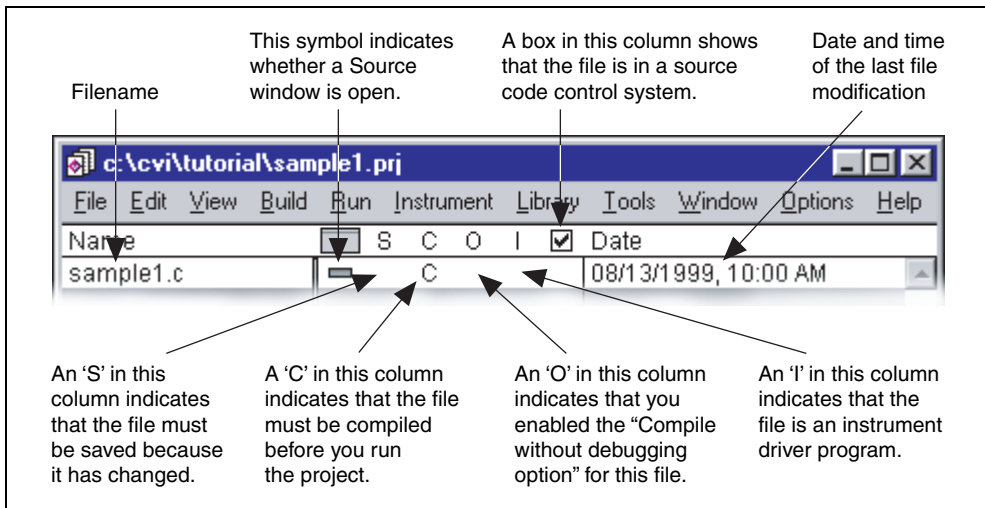 Filename
This symbol indicates
whether a Source
window is open.
A box in this column shows
that the file is in a source
code control system.
Date and time
of the last file
modification
c:\cvi\tutorial\sample1.prj
File Edit View Build Run Instrument Library Tools Window Options Help
Name S C O I Date
sample1.c C 08/13/1999, 10:00 AM
An ‘S’ in this
column indicates
that the file must
be saved because
it has changed.
A ‘C’ in this column
indicates that the file
must be compiled
before you run
the project.
An ‘O’ in this column
indicates that you
enabled the “Compile
without debugging
option” for this file.
An ‘I’ in this column
indicates that the
file is an instrument
driver program.